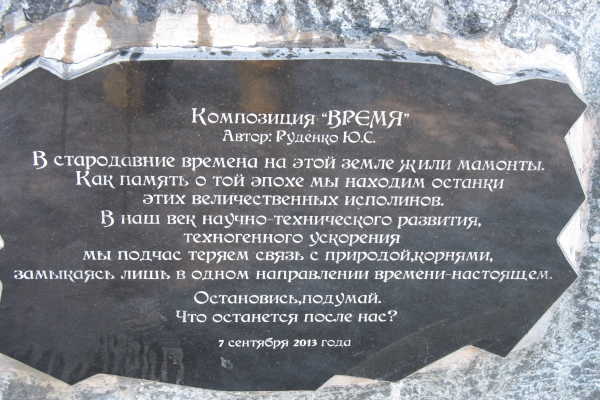 Композиция “ВРЕМЯ”
Автор: Руденко Ю.С.
В стародавние времена на этой земле жили мамонты.
Как память о той эпохе мы находим останки
этих величественных исполинов.
В наш век научно-технического развития,
техногенного ускорения
мы подчас теряем связь с природой,корнями,
замыкаясь лишь в одном направлении времени-настоящем.
Остановись,подумай.
Что останется после нас?
7 сентября 2013 года